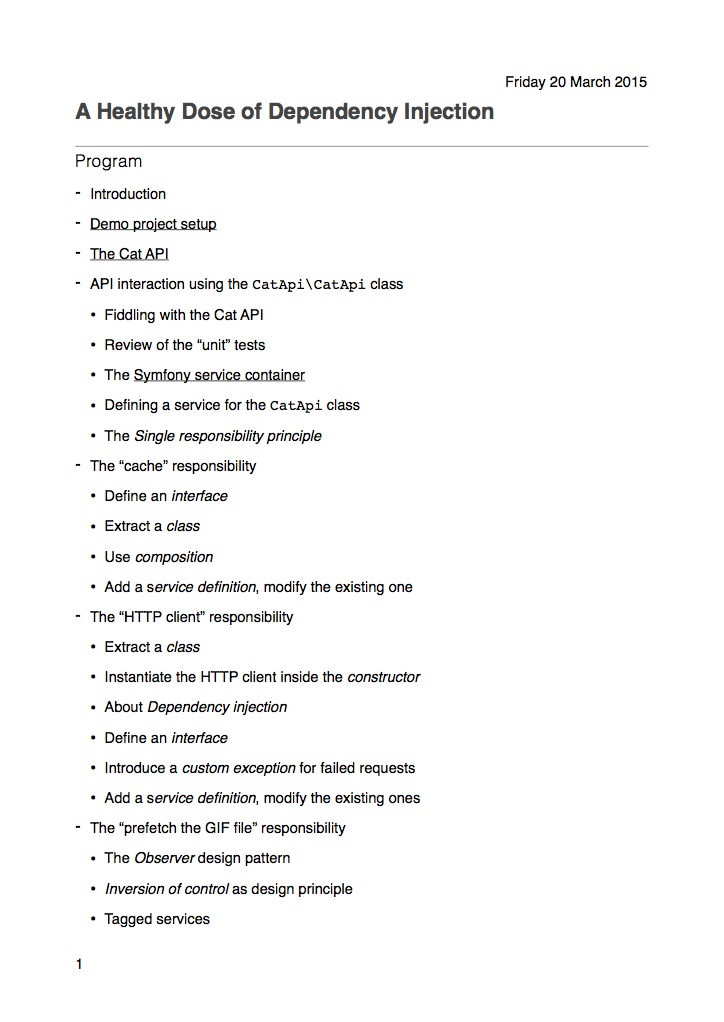 Friday 20 March 2015
A Healthy Dose of Dependency Injection
Program
- Introduction
- Demo project setup
- The Cat API
- API interaction using the CatApi\CatApi class
• Fiddling with the Cat API
• Review of the “unit” tests
• The Symfony service container
• Defining a service for the CatApi class
• The Single responsibility principle
- The “cache” responsibility
• Define an interface
• Extract a class
• Use composition
• Add a service definition, modify the existing one
- The “HTTP client” responsibility
• Extract a class
• Instantiate the HTTP client inside the constructor
• About Dependency injection
• Define an interface
• Introduce a custom exception for failed requests
• Add a service definition, modify the existing ones
- The “prefetch the GIF file” responsibility
• The Observer design pattern
• Inversion of control as design principle
• Tagged services
1